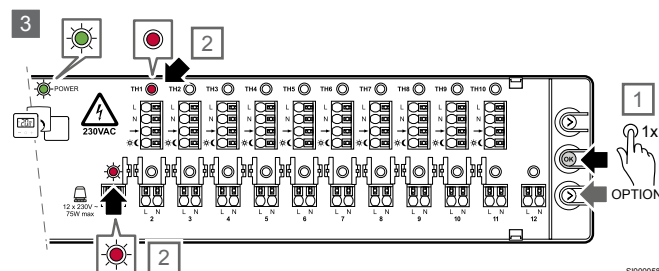 3
2
POWER
TH1 TH2 TH3 TH4 TH5 TH6 TH7 TH8 TH9 TH10
L
N
230VAC
1
1x
OK
OPTION
12 x 230V ~
75W max
L N L N L N L N L N L N L N L N L N L N L N
2 3 4 5 6 7 8 9 10 11 12
2